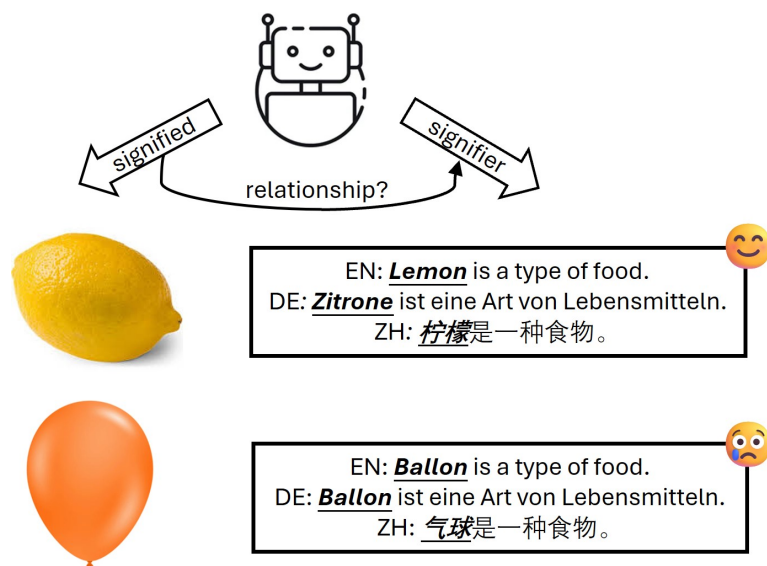 signified
signifier
relationship?
EN: Lemon is a type of food.
DE: Zitrone ist eine Art von Lebensmitteln.
ZH: 柠檬是一种食物。
EN: Ballon is a type of food.
DE: Ballon ist eine Art von Lebensmitteln.
ZH: 气球是一种食物。